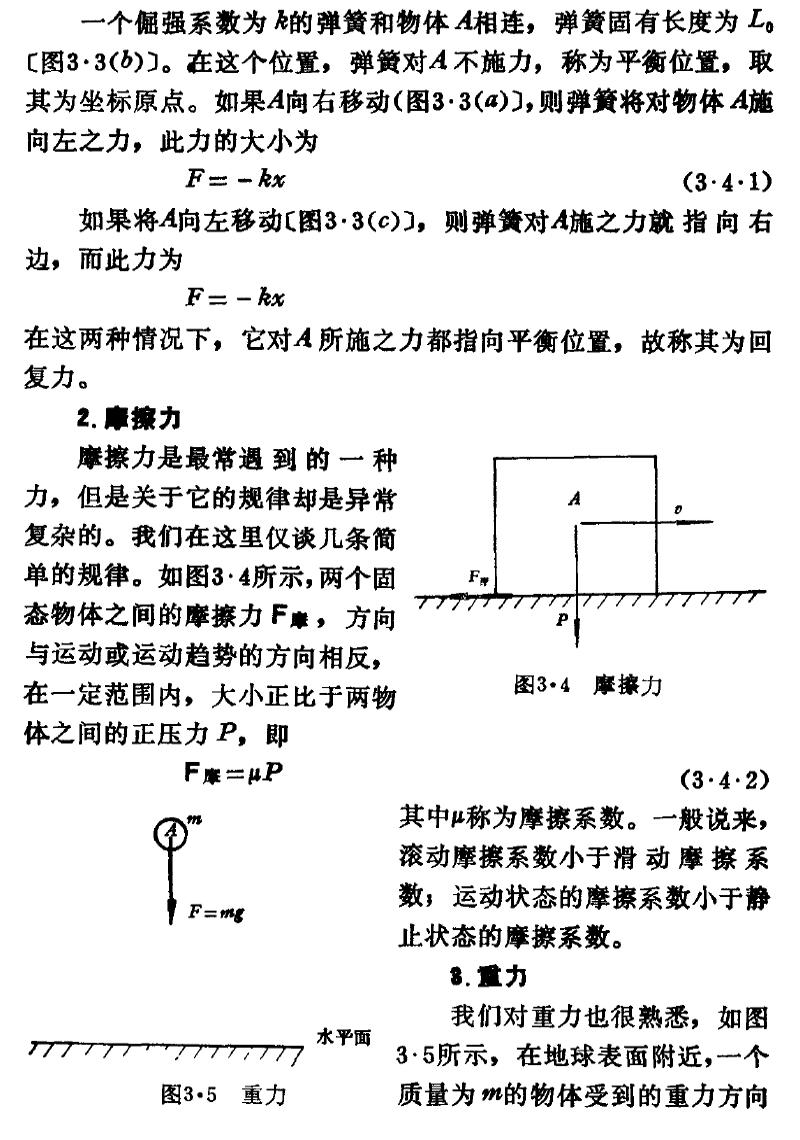 一个倔强系数为k的弹簧和物体A相连，弹簧固有长度为L₀
〔图3·3(b)〕。在这个位置，弹簧对A不施力，称为平衡位置，取
其为坐标原点。如果A向右移动(图3·3(a)〕，则弹簧将对物体A施
向左之力，此力的大小为
F=-kx (3·4·1)
如果将A向左移动〔图3·3(c)〕，则弹簧对A施之力就指向右
边，而此力为
F=-kx
在这两种情况下，它对A所施之力都指向平衡位置，故称其为回
复力。
2.摩擦力
摩擦力是最常遇到的一种
力，但是关于它的规律却是异常
复杂的。我们在这里仅谈几条简
单的规律。如图3·4所示，两个固
态物体之间的摩擦力F摩，方向
与运动或运动趋势的方向相反，
在一定范围内，大小正比于两物
体之间的正压力P，即
A
v
F摩
P
图3·4 摩擦力
F摩=μP (3·4·2)
A m
F=mg
水平面
图3·5 重力
其中μ称为摩擦系数。一般说来，
滚动摩擦系数小于滑动摩擦系
数；运动状态的摩擦系数小于静
止状态的摩擦系数。
3.重力
我们对重力也很熟悉，如图
3·5所示，在地球表面附近，一个
质量为m的物体受到的重力方向